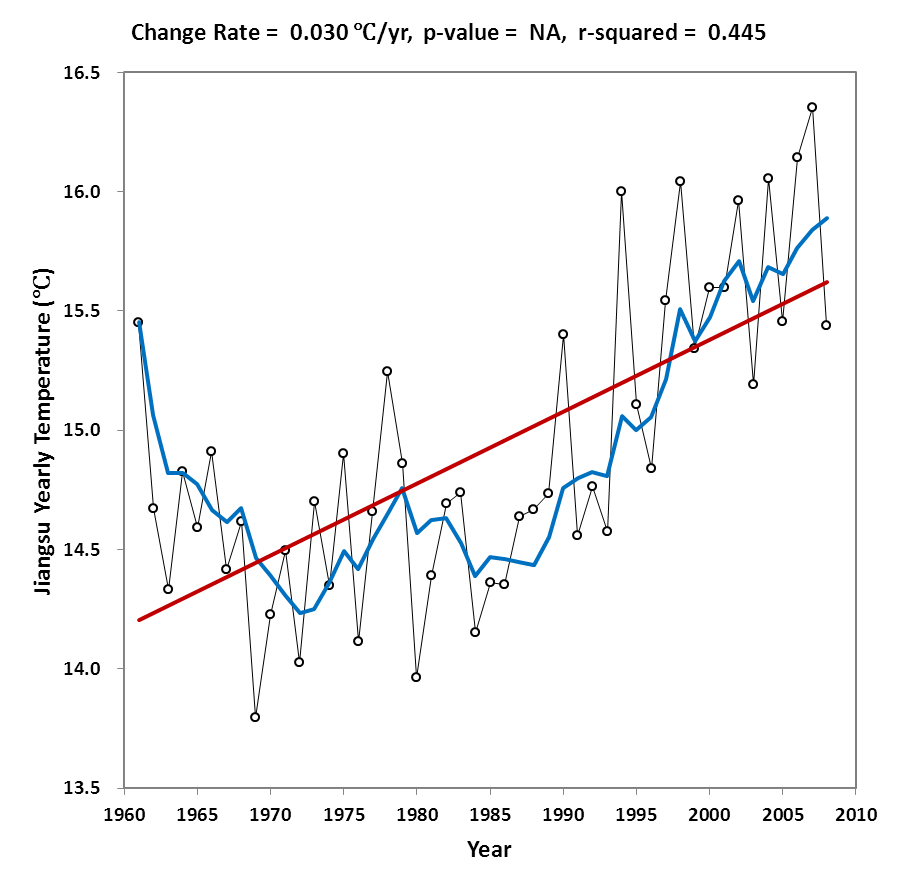 Change Rate = 0.030 ℃/yr, p-value = NA, r-squared = 0.445
16.5
16.0
15.5
15.0
14.5
14.0
13.5
Jiangsu Yearly Temperature (℃)
1960 1965 1970 1975 1980 1985 1990 1995 2000 2005 2010
Year